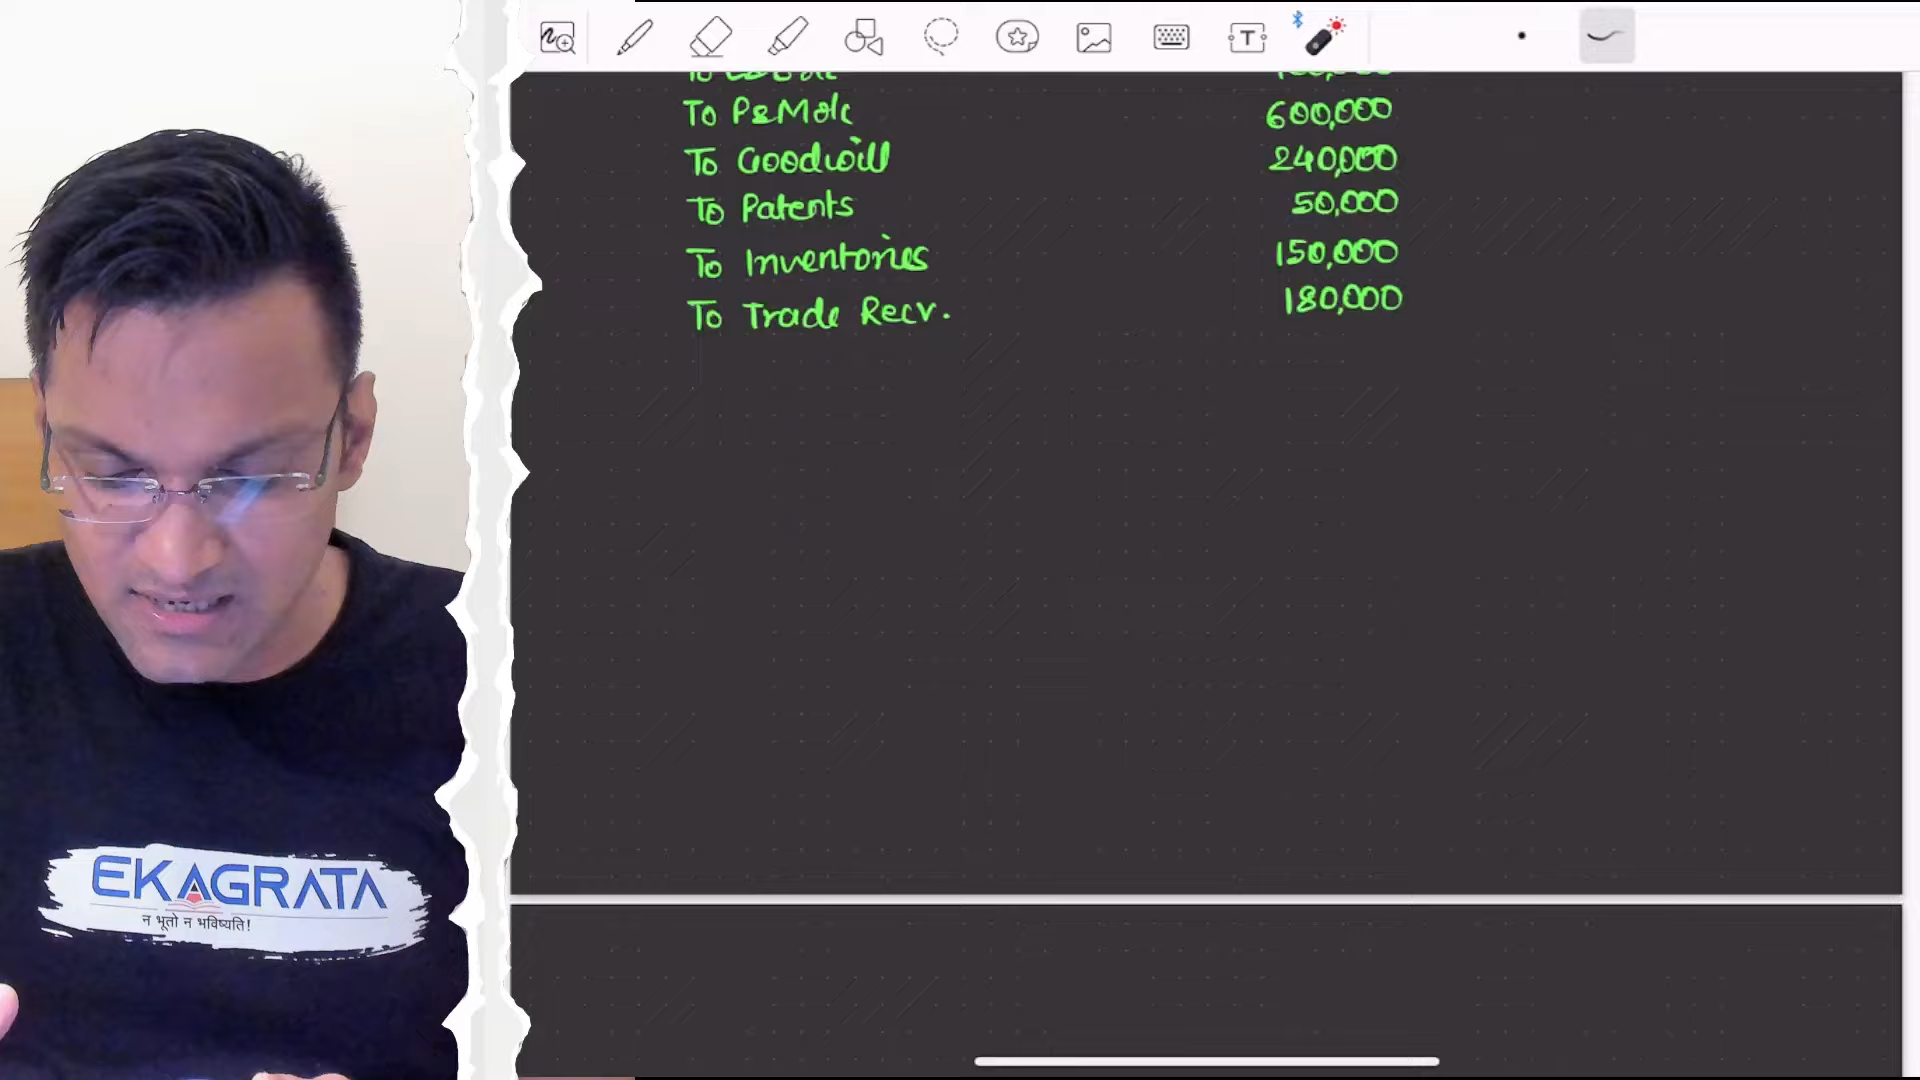 To P&M a/c 600,000
To Goodwill 240,000
To Patents 50,000
To Inventories 150,000
To Trade Recv. 180,000
EKAGRATA
न भूतो न भविष्यति!